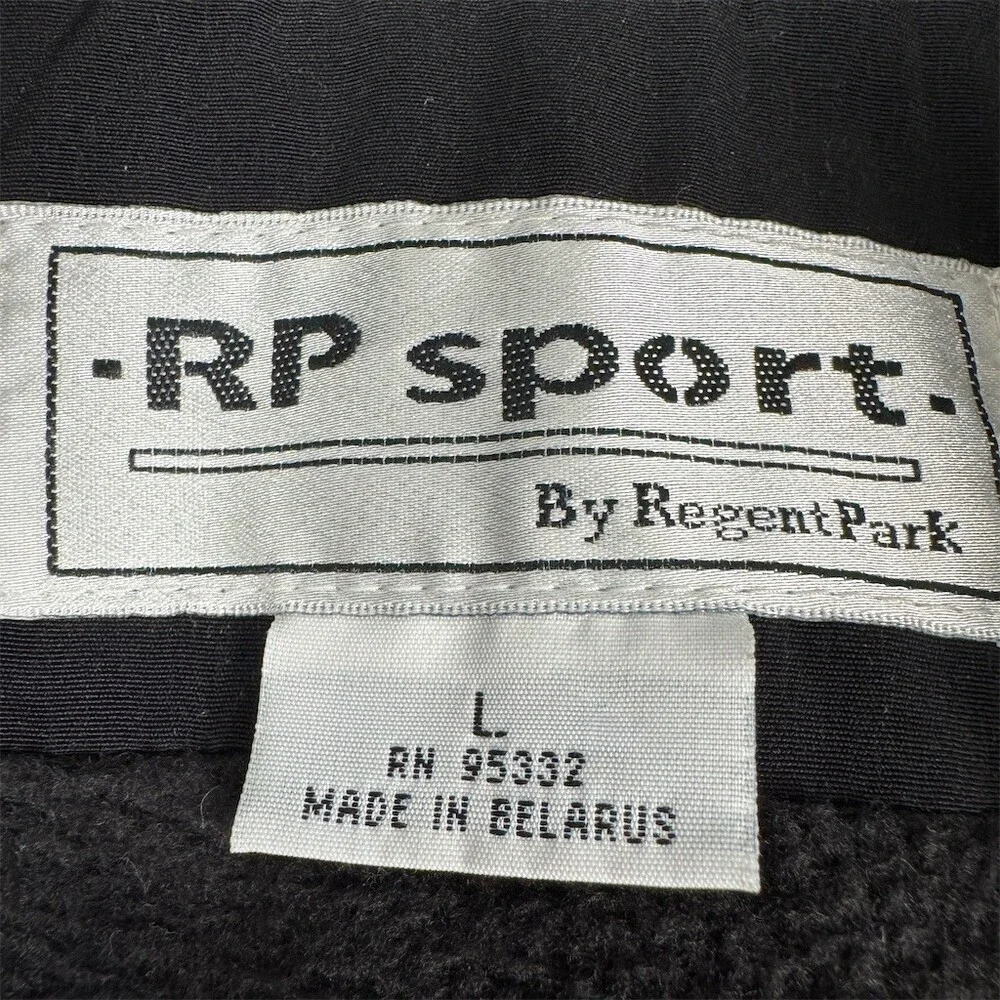 ·RP sport·
By RegentPark
L
RN 95332
MADE IN BELARUS